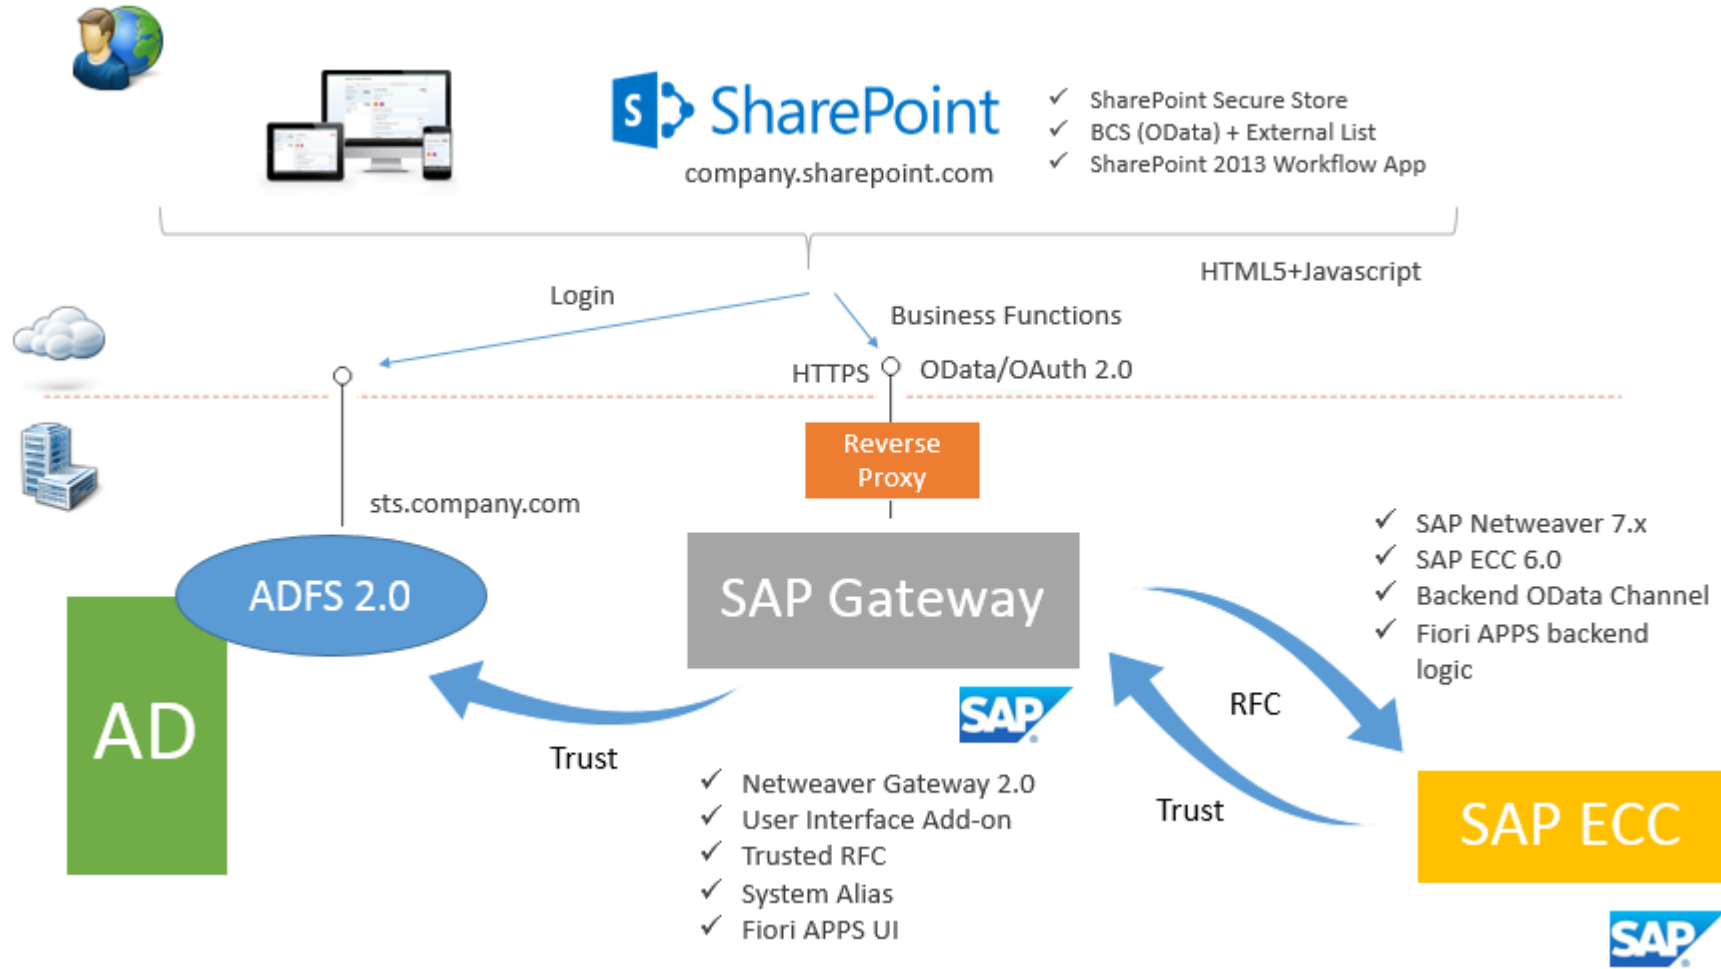 S SharePoint
company.sharepoint.com
✓ SharePoint Secure Store
✓ BCS (OData) + External List
✓ SharePoint 2013 Workflow App
HTML5+Javascript
Login
Business Functions
HTTPS
OData/OAuth 2.0
Reverse
Proxy
sts.company.com
ADFS 2.0
AD
SAP Gateway
SAP
Trust
✓ Netweaver Gateway 2.0
✓ User Interface Add-on
✓ Trusted RFC
✓ System Alias
✓ Fiori APPS UI
✓ SAP Netweaver 7.x
✓ SAP ECC 6.0
✓ Backend OData Channel
✓ Fiori APPS backend
logic
RFC
Trust
SAP ECC
SAP